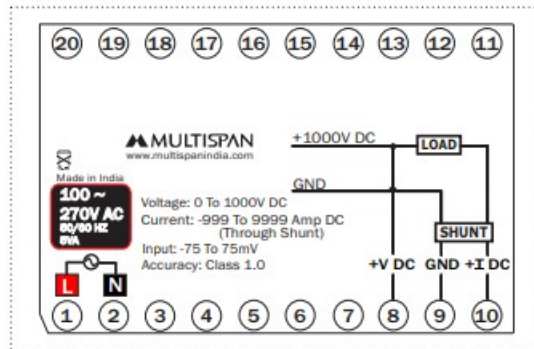 20 19 18 17 16 15 14 13 12 11
MULTISPAN
www.multispanindia.com
+1000V DC
LOAD
Made in India
GND
100 ~
270V AC
50/60 HZ
5VA
Voltage: 0 To 1000V DC
Current: -999 To 9999 Amp DC
(Through Shunt)
Input: -75 To 75mV
Accuracy: Class 1.0
SHUNT
+V DC GND +I DC
L N
1 2 3 4 5 6 7 8 9 10